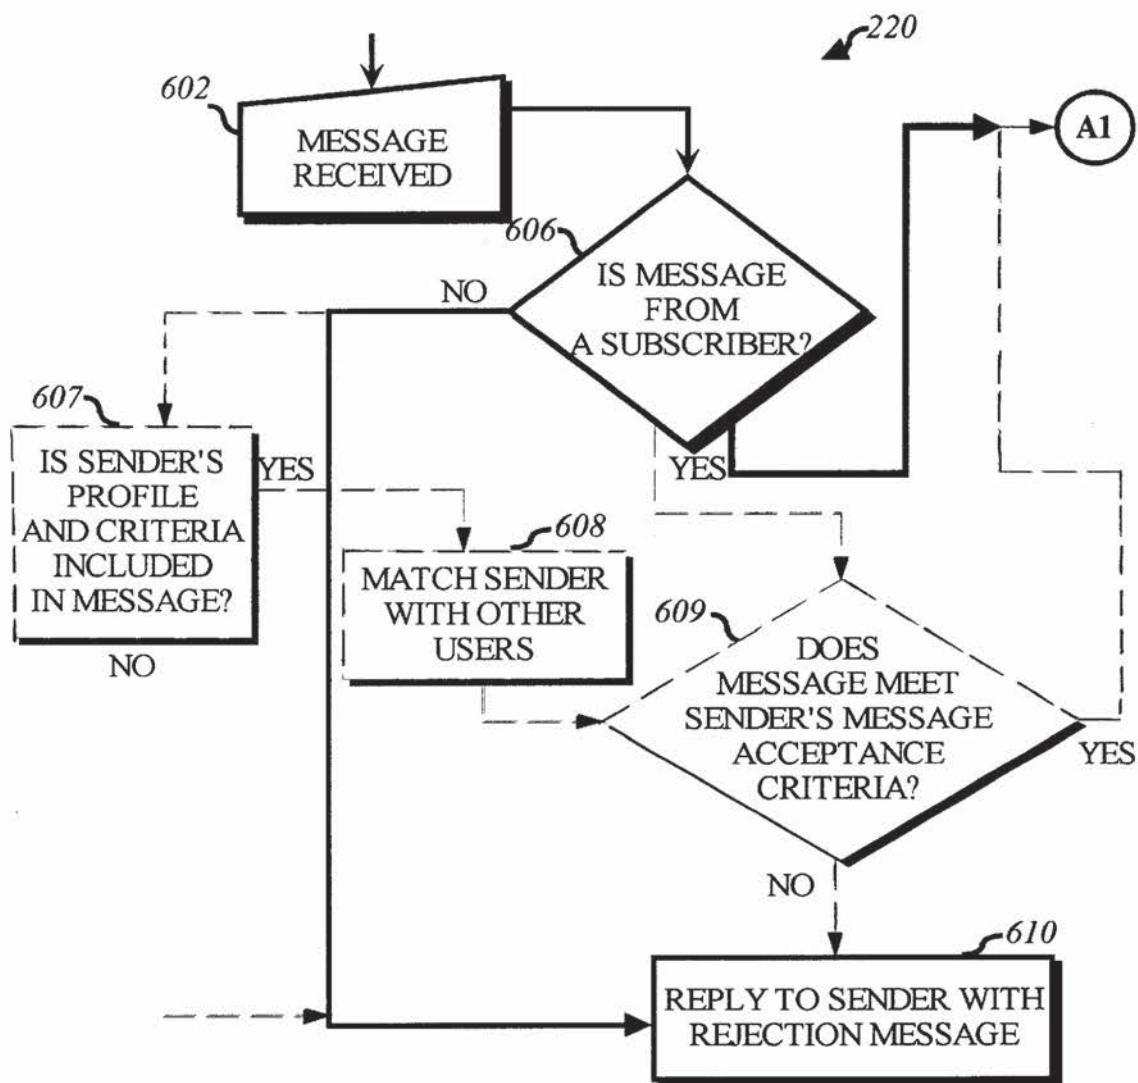 220
602
MESSAGE
RECEIVED
A1
606
IS MESSAGE
FROM
A SUBSCRIBER?
NO
YES
607
IS SENDER'S
PROFILE
AND CRITERIA
INCLUDED
IN MESSAGE?
YES
NO
608
MATCH SENDER
WITH OTHER
USERS
609
DOES
MESSAGE MEET
SENDER'S MESSAGE
ACCEPTANCE
CRITERIA?
YES
NO
610
REPLY TO SENDER WITH
REJECTION MESSAGE